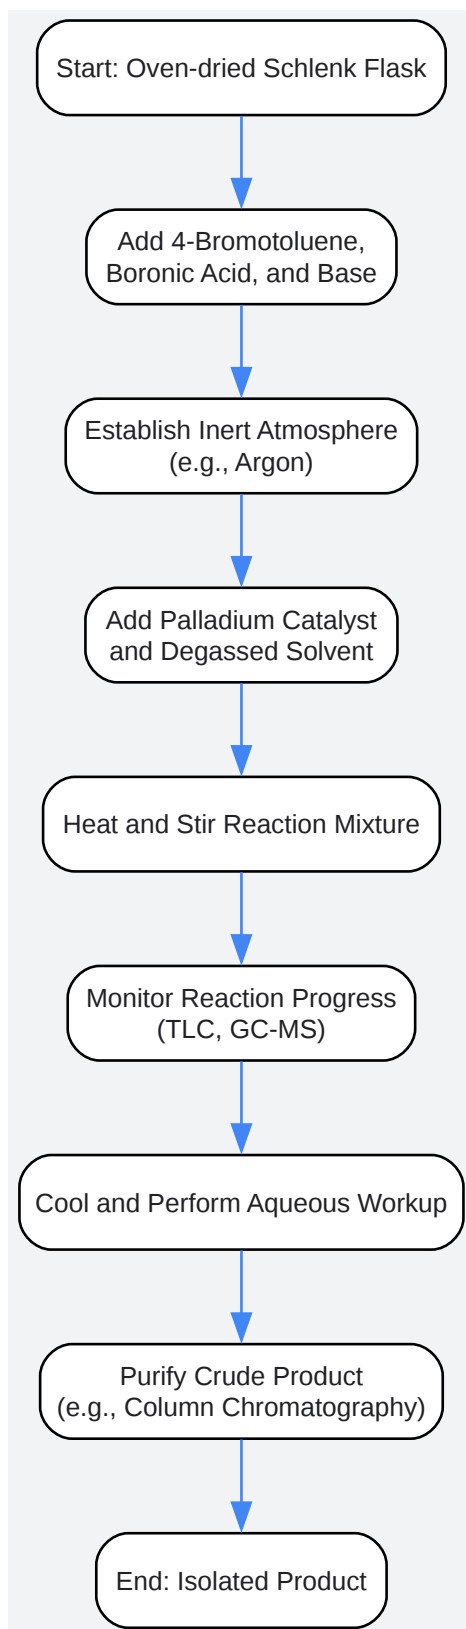 Start: Oven-dried Schlenk Flask
Add 4-Bromotoluene,
Boronic Acid, and Base
Establish Inert Atmosphere
(e.g., Argon)
Add Palladium Catalyst
and Degassed Solvent
Heat and Stir Reaction Mixture
Monitor Reaction Progress
(TLC, GC-MS)
Cool and Perform Aqueous Workup
Purify Crude Product
(e.g., Column Chromatography)
End: Isolated Product